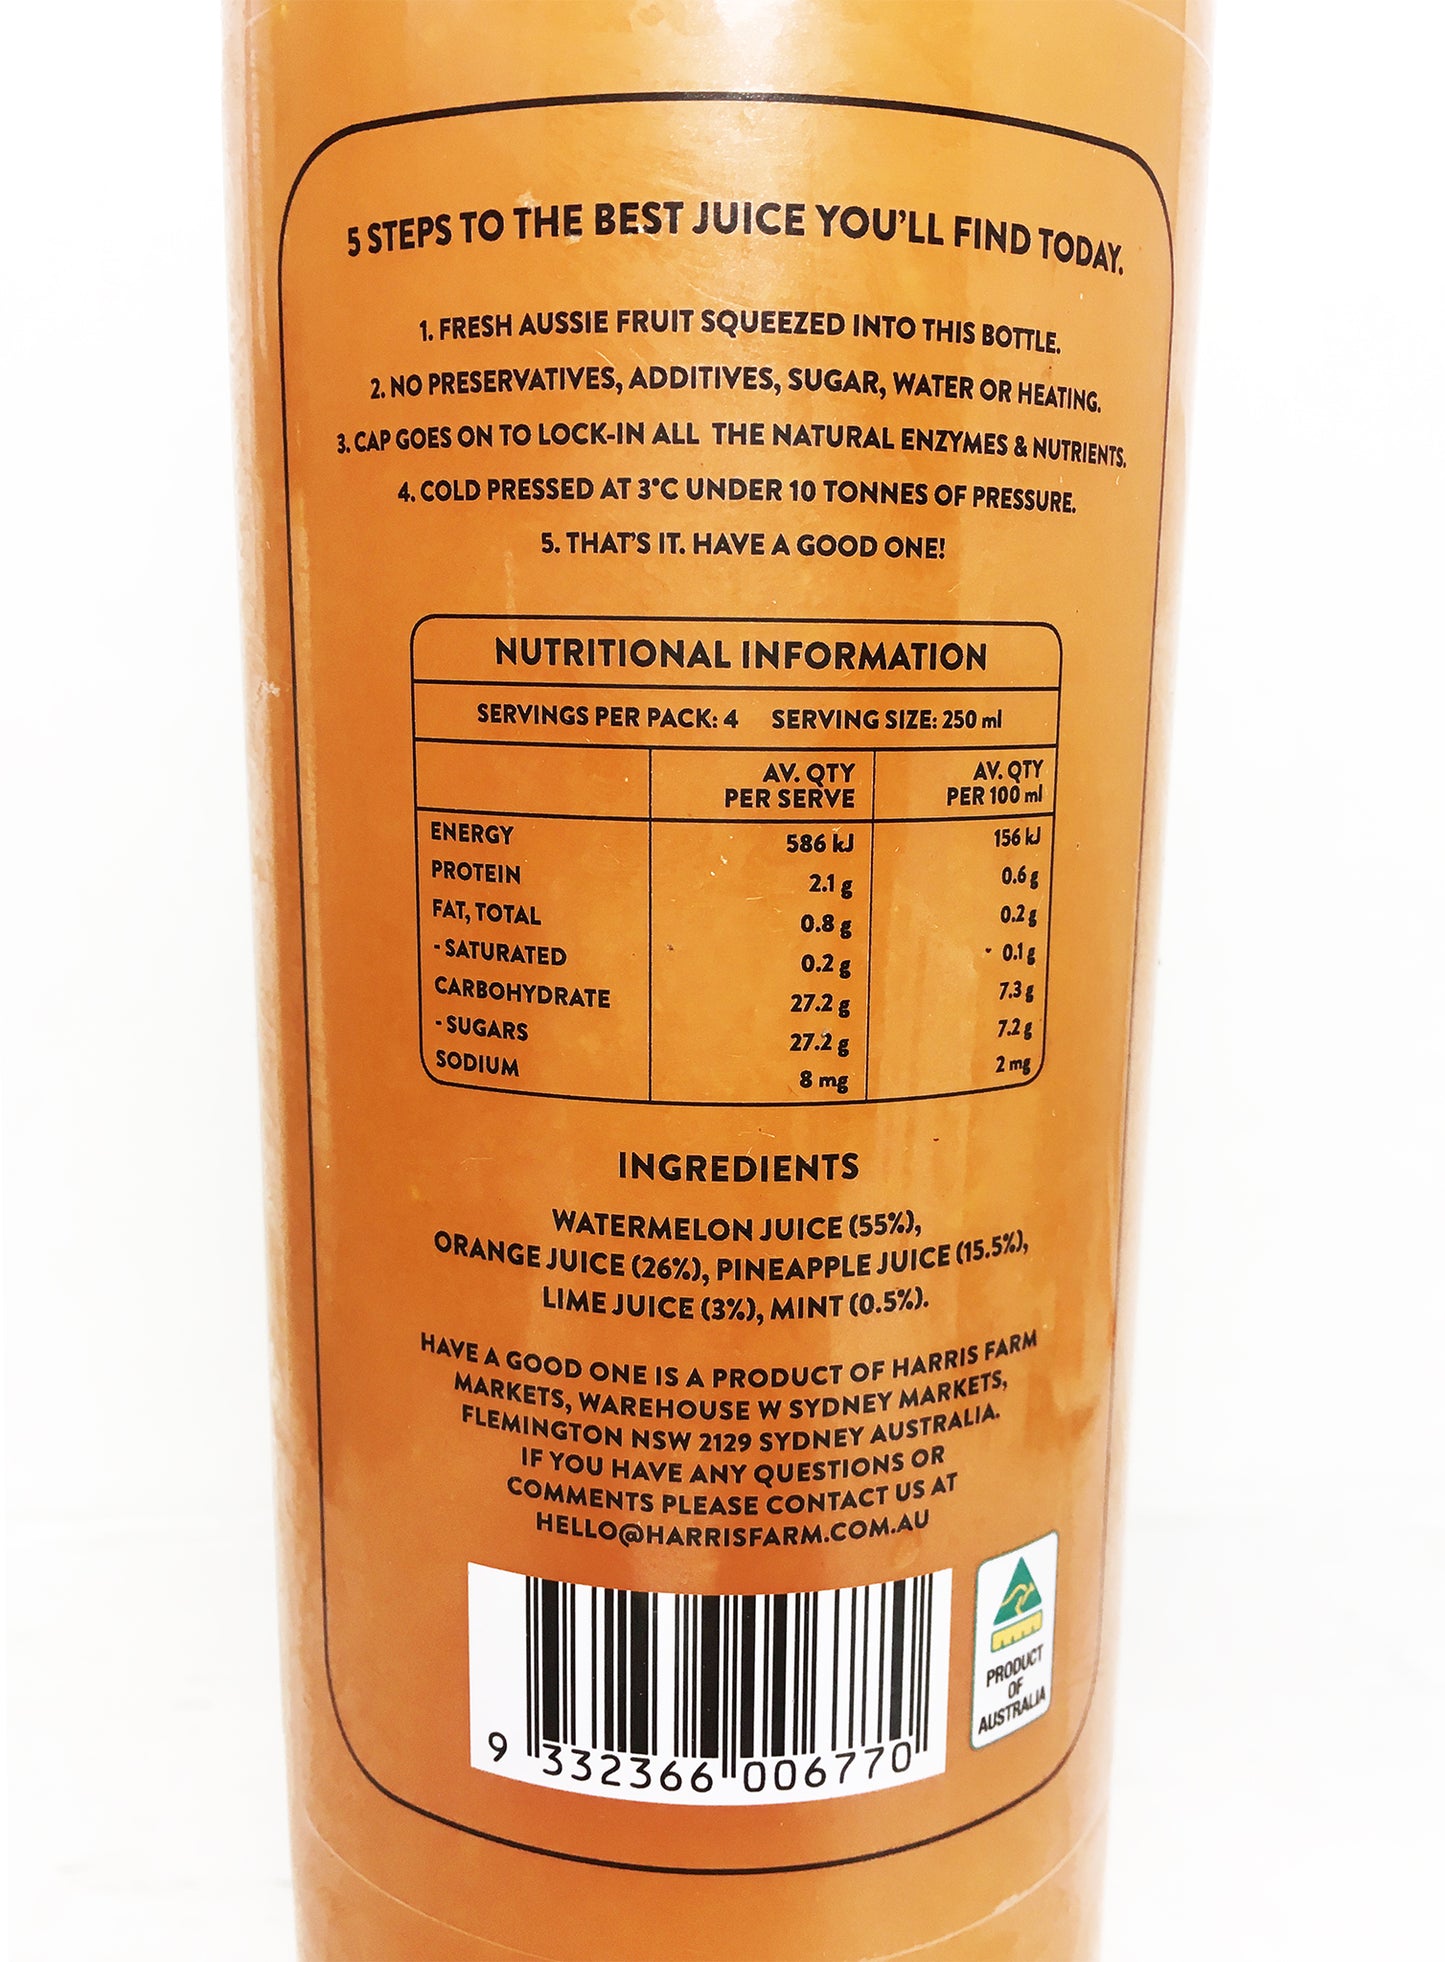 5 STEPS TO THE BEST JUICE YOU'LL FIND TODAY.
1. FRESH AUSSIE FRUIT SQUEEZED INTO THIS BOTTLE.
2. NO PRESERVATIVES, ADDITIVES, SUGAR, WATER OR HEATING.
3. CAP GOES ON TO LOCK-IN ALL THE NATURAL ENZYMES & NUTRIENTS.
4. COLD PRESSED AT 3°C UNDER 10 TONNES OF PRESSURE.
5. THAT'S IT. HAVE A GOOD ONE!
NUTRITIONAL INFORMATION
SERVINGS PER PACK: 4 SERVING SIZE: 250 ml
AV. QTY PER SERVE AV. QTY PER 100 ml
ENERGY 586 kJ 156 kJ
PROTEIN 2.1 g 0.6 g
FAT, TOTAL 0.8 g 0.2 g
- SATURATED 0.2 g 0.1 g
CARBOHYDRATE 27.2 g 7.3 g
- SUGARS 27.2 g 7.2 g
SODIUM 8 mg 2 mg
INGREDIENTS
WATERMELON JUICE (55%),
ORANGE JUICE (26%), PINEAPPLE JUICE (15.5%),
LIME JUICE (3%), MINT (0.5%).
HAVE A GOOD ONE IS A PRODUCT OF HARRIS FARM
MARKETS, WAREHOUSE W SYDNEY MARKETS,
FLEMINGTON NSW 2129 SYDNEY AUSTRALIA.
IF YOU HAVE ANY QUESTIONS OR
COMMENTS PLEASE CONTACT US AT
HELLO@HARRISFARM.COM.AU
9 332366 006770
PRODUCT
OF
AUSTRALIA